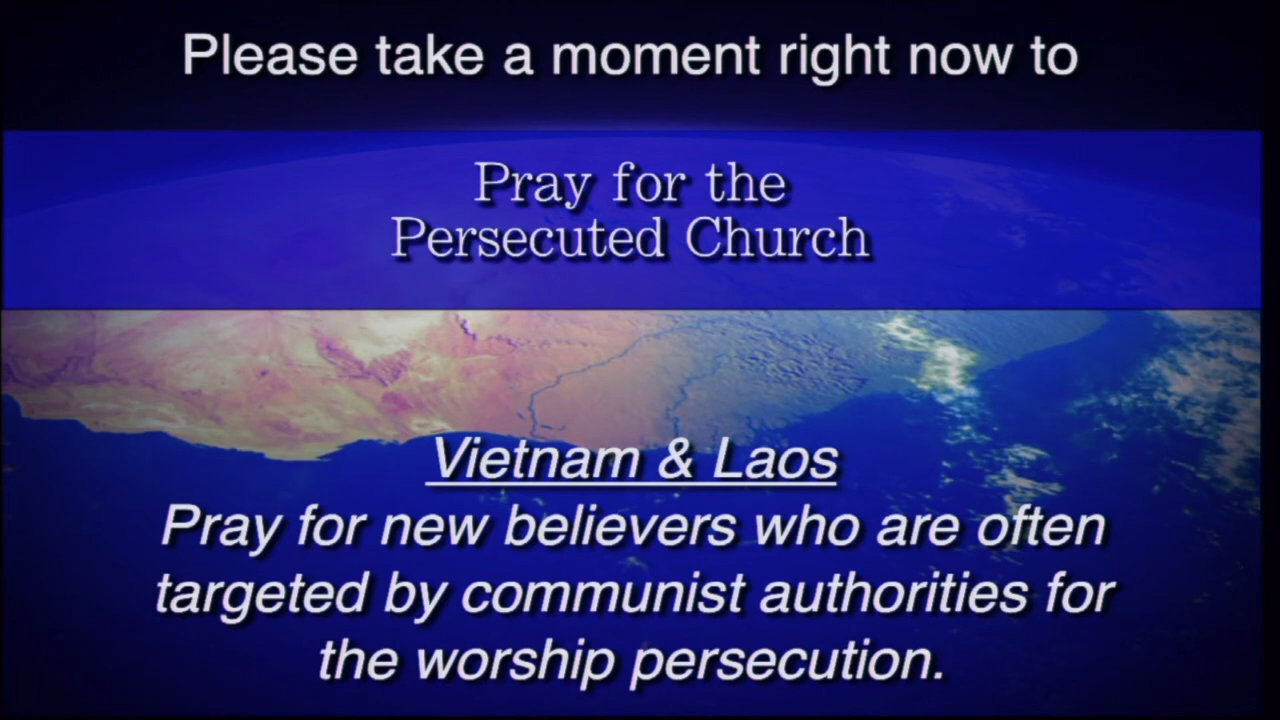 Please take a moment right now to
Pray for the
Persecuted Church
Vietnam & Laos
Pray for new believers who are often
targeted by communist authorities for
the worship persecution.